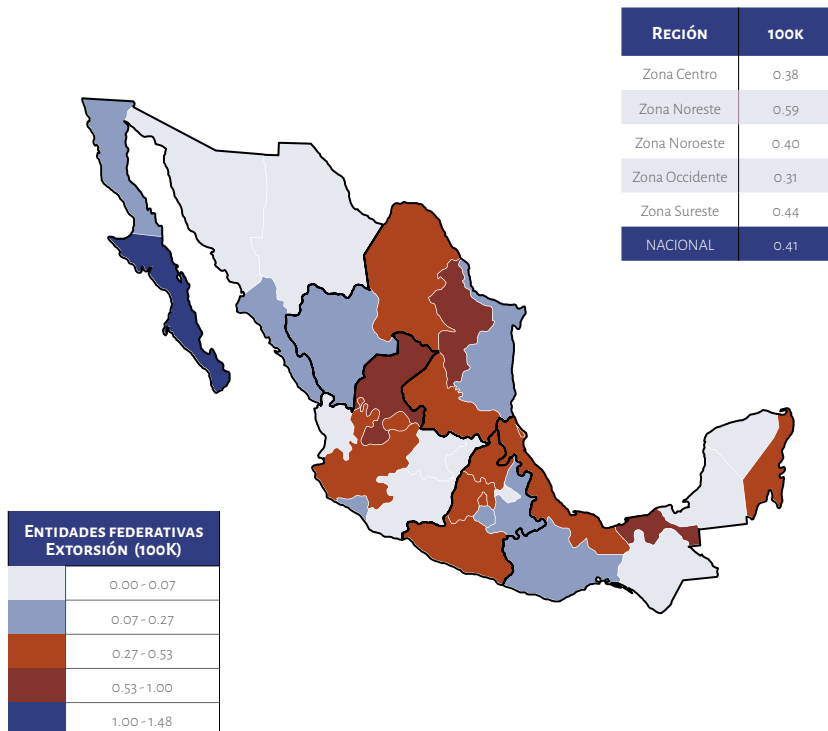 Región 100k
Zona Centro 0.38
Zona Noreste 0.59
Zona Noroeste 0.40
Zona Occidente 0.31
Zona Sureste 0.44
NACIONAL 0.41
Entidades federativas
Extorsión (100K)
0.00 - 0.07
0.07 - 0.27
0.27 - 0.53
0.53 - 1.00
1.00 - 1.48